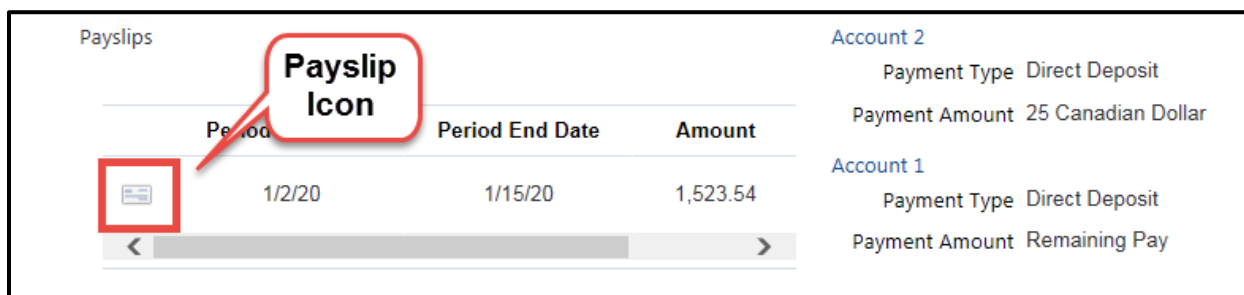 Payslips
Payslip
Icon
Period End Date
Amount
1/2/20
1/15/20
1,523.54
Account 2
Payment Type Direct Deposit
Payment Amount 25 Canadian Dollar
Account 1
Payment Type Direct Deposit
Payment Amount Remaining Pay